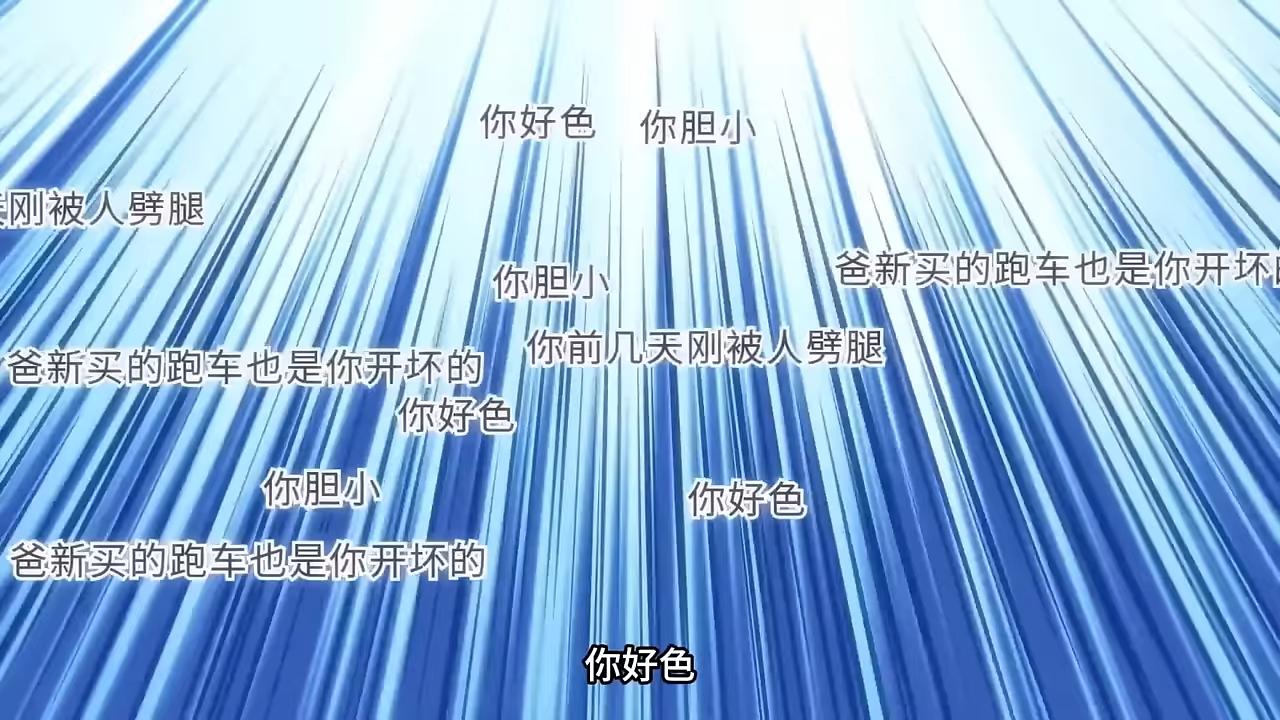 你好色
你胆小
刚被人劈腿
爸新买的跑车也是你开坏
你胆小
你前几天刚被人劈腿
爸新买的跑车也是你开坏的
你好色
你胆小
你好色
爸新买的跑车也是你开坏的
你好色